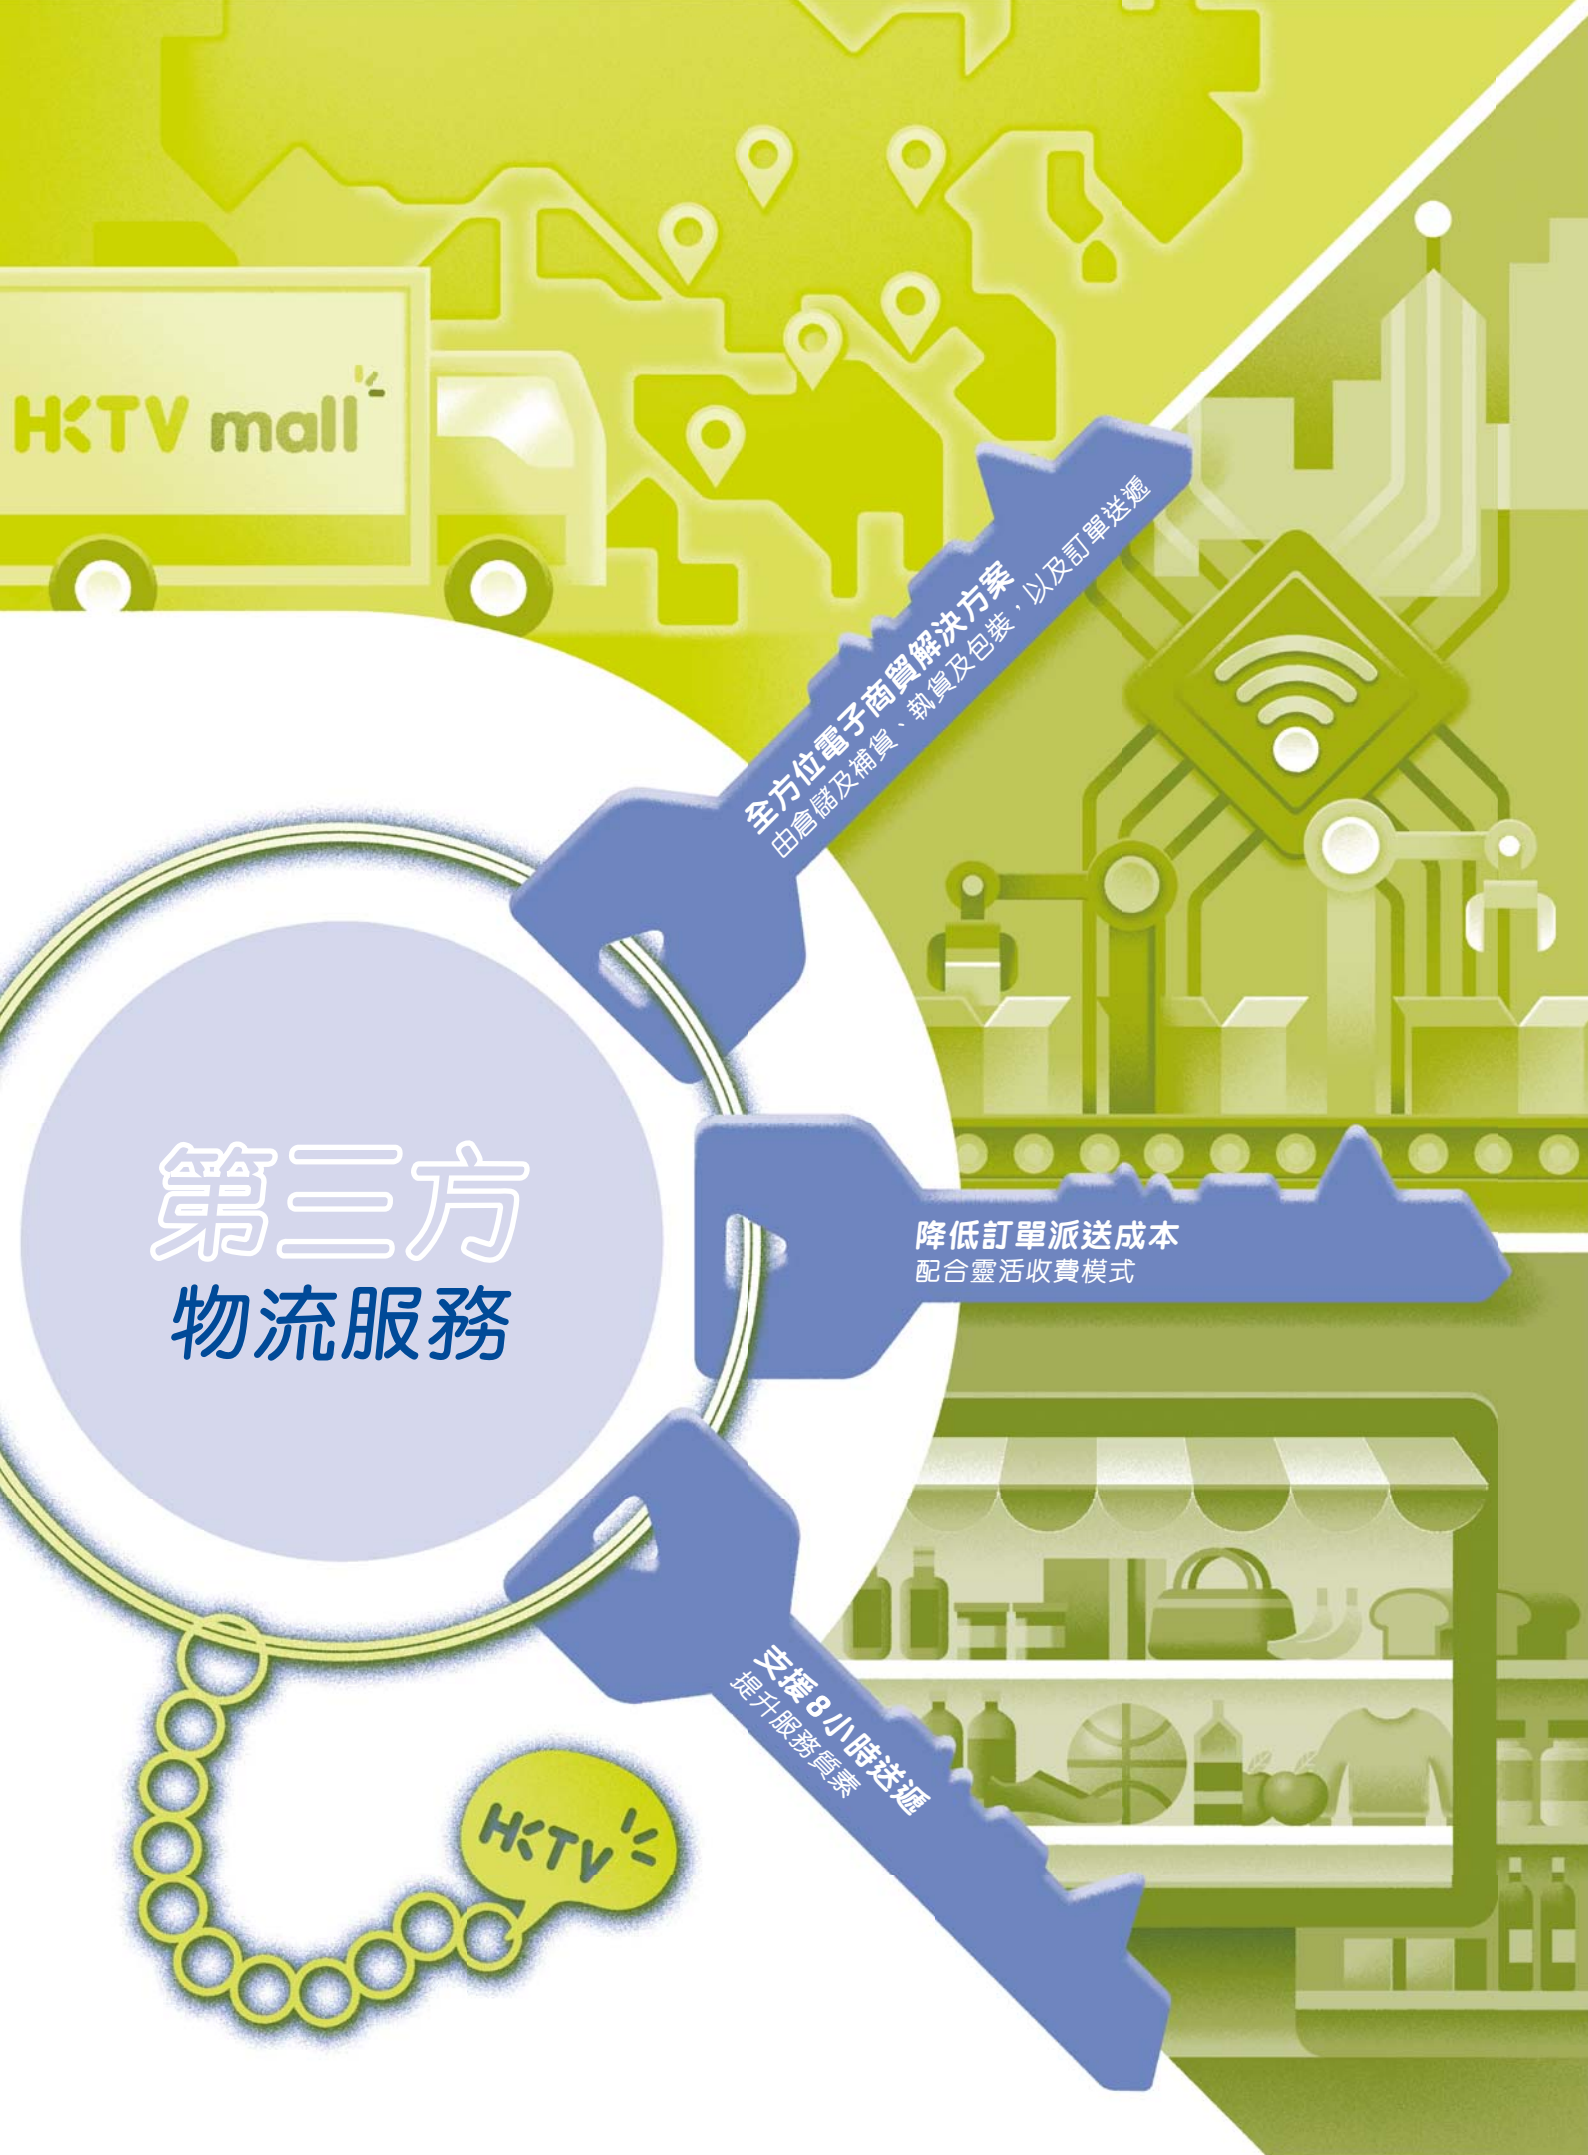 HKTV mall
全方位電子商貿解決方案
由倉儲及補貨、執貨及包裝，以及訂單送遞
第三方
物流服務
降低訂單派送成本
配合靈活收費模式
支援8小時送遞
提升服務質素
HKTV